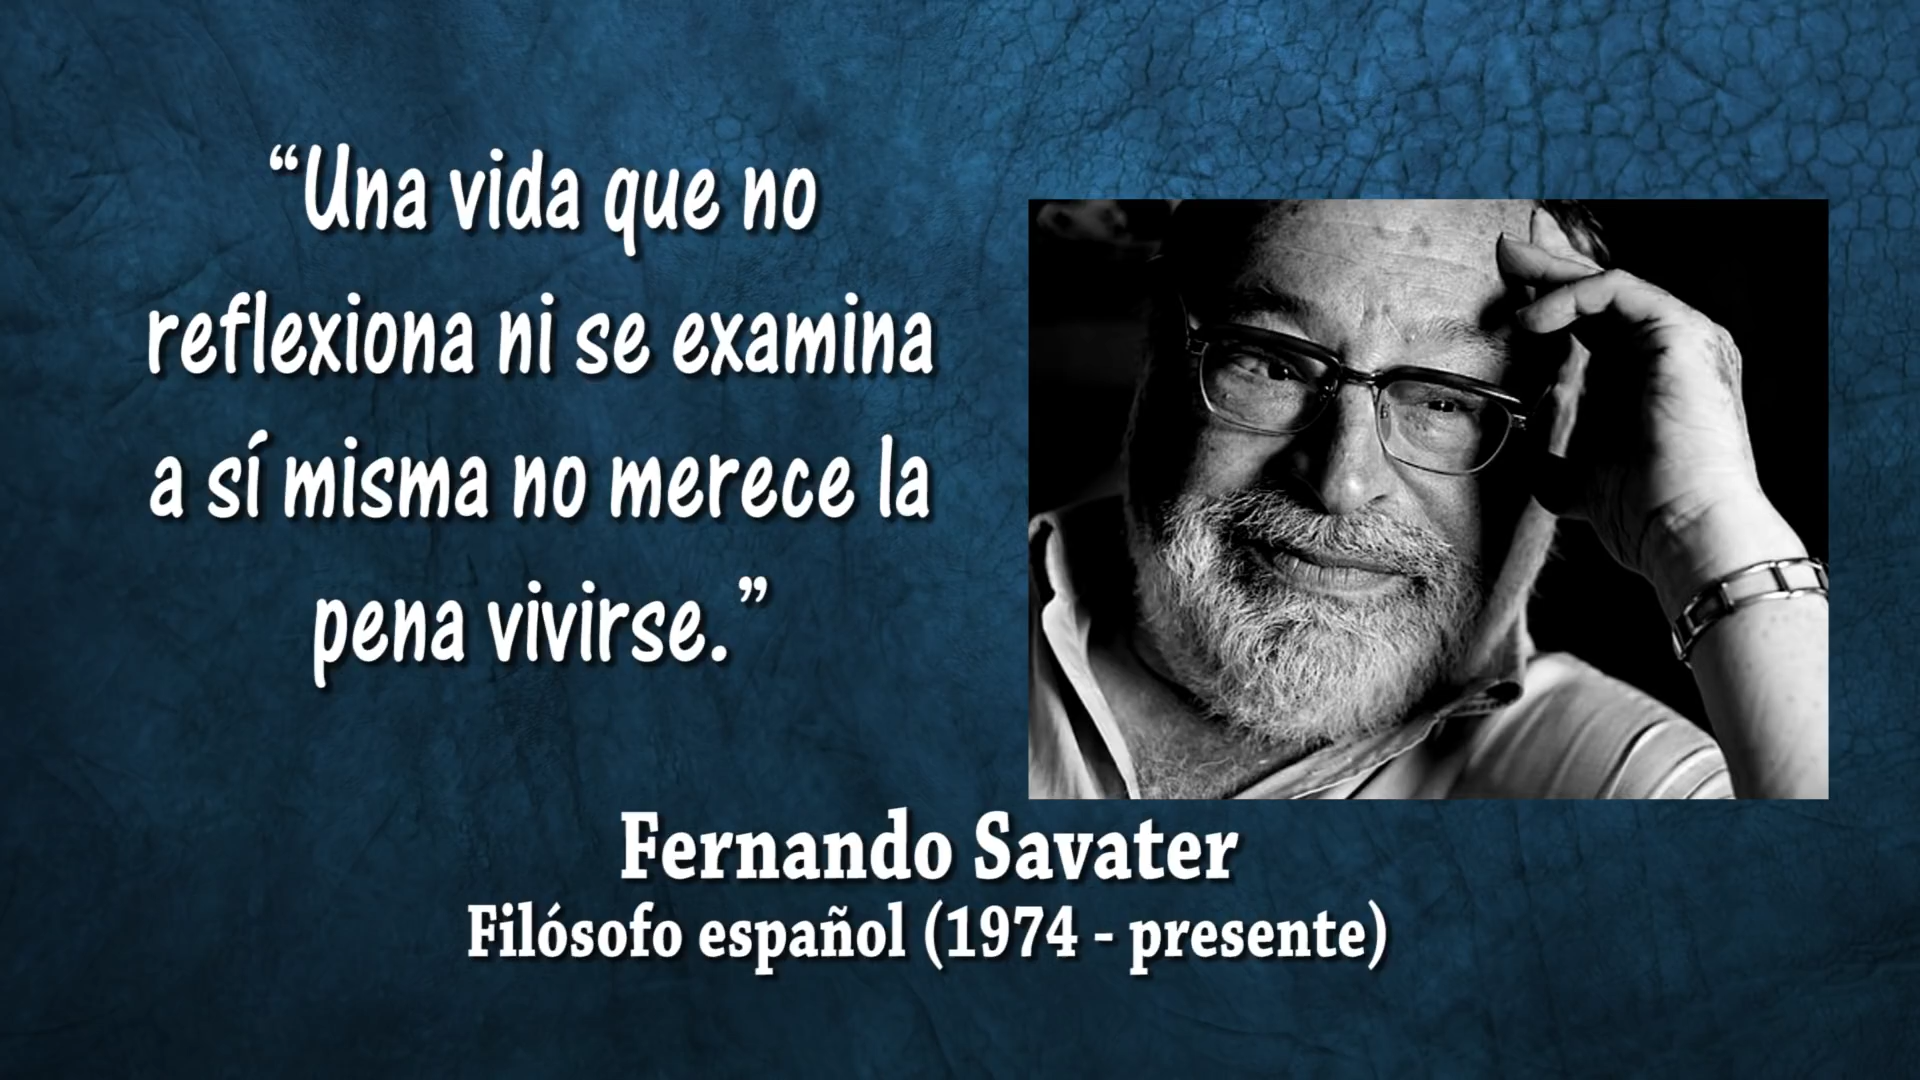 “Una vida que no
reflexiona ni se examina
a sí misma no merece la
pena vivirse.”
Fernando Savater
Filósofo español (1974 - presente)